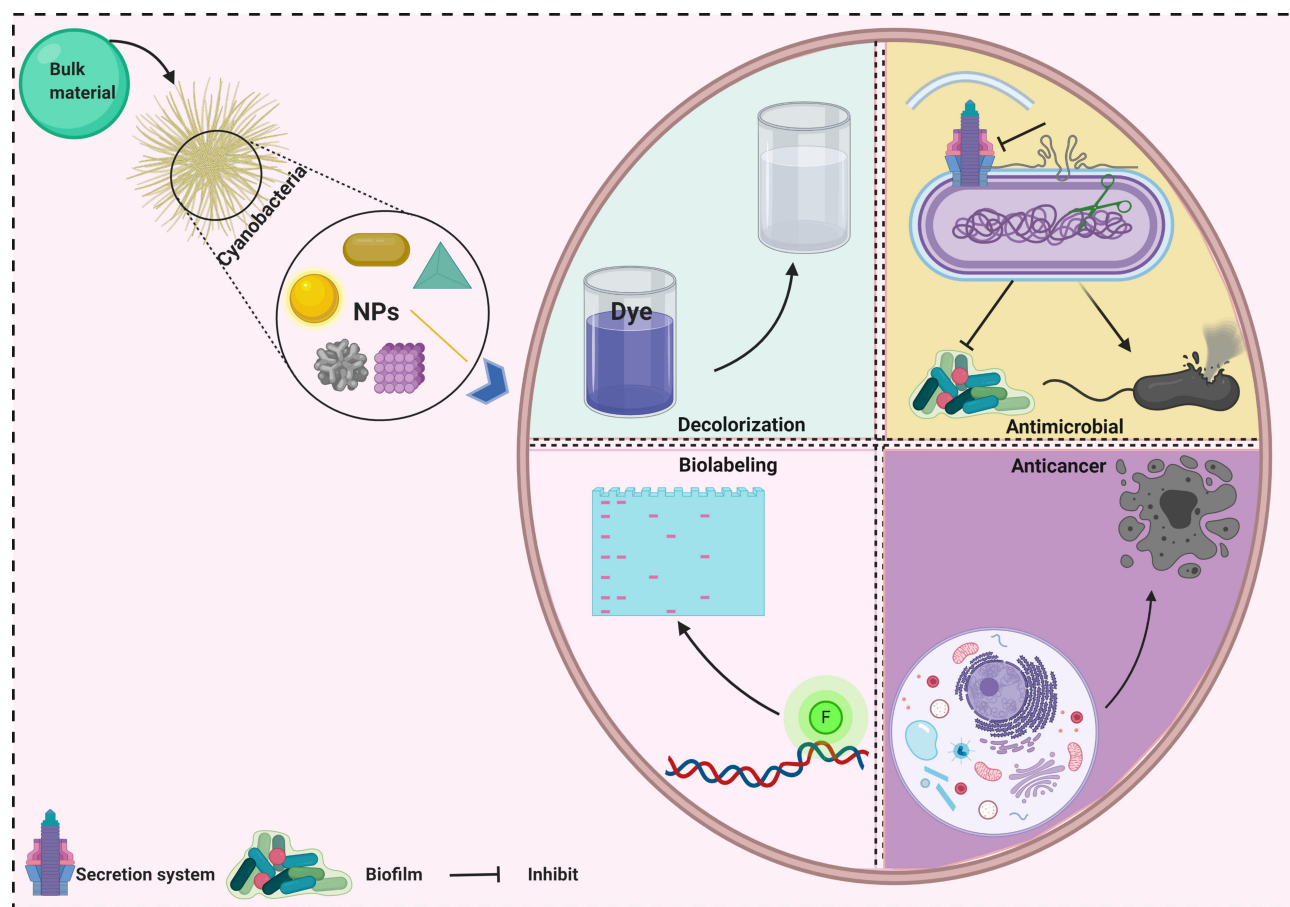 Bulk
material
Cyanobacteria
NPs
Dye
Decolorization
Antimicrobial
Biolabeling
Anticancer
F
Secretion system
Biofilm
Inhibit